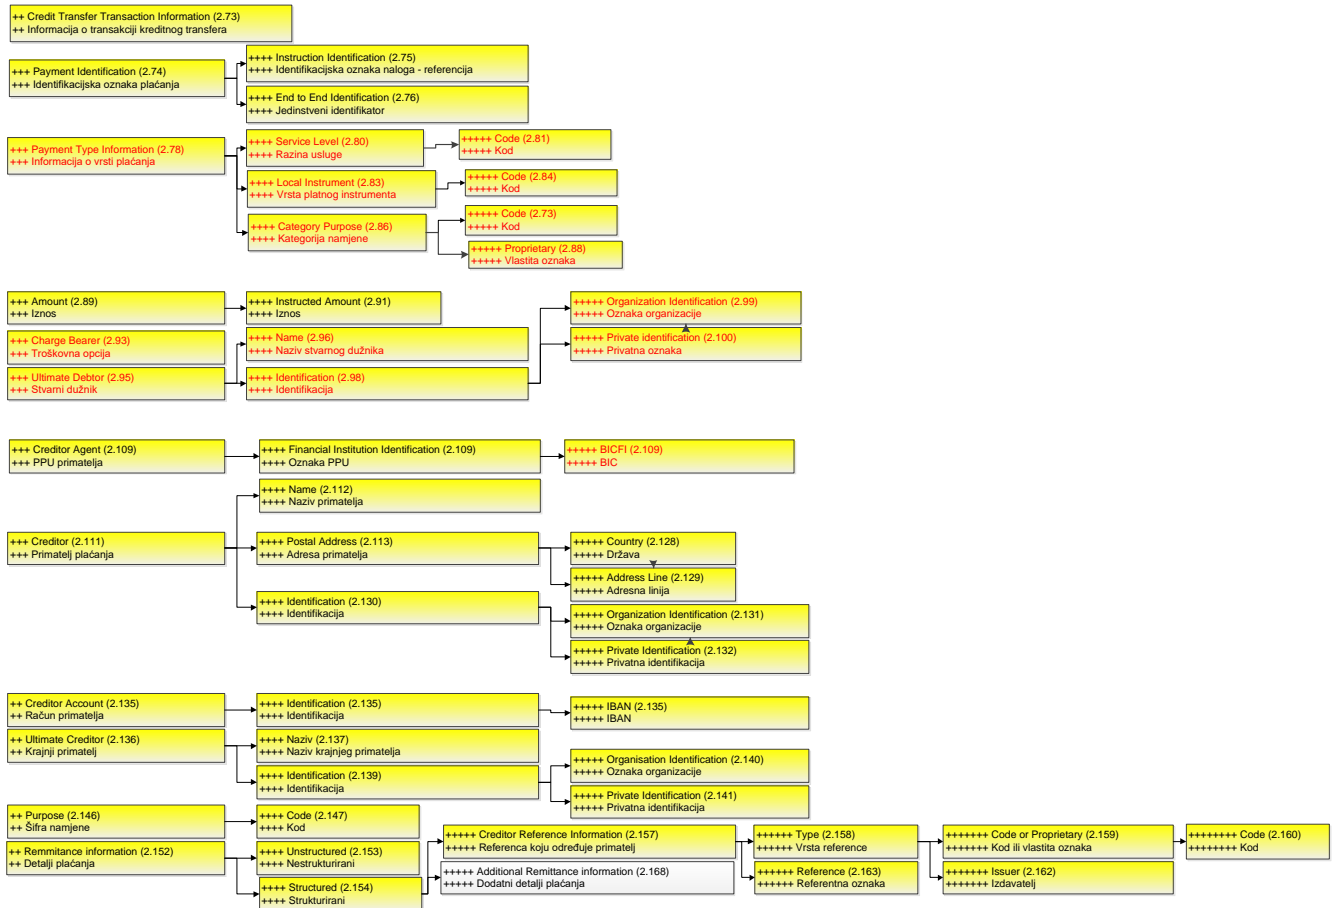 ++ Credit Transfer Transaction Information (2.73)
++ Informacija o transakciji kreditnog transfera
+++ Payment Identification (2.74)
+++ Identifikacijska oznaka plaćanja
++++ Instruction Identification (2.75)
++++ Identifikacijska oznaka naloga - referencija
++++ End to End Identification (2.76)
++++ Jedinstveni identifikator
+++ Payment Type Information (2.78)
+++ Informacija o vrsti plaćanja
++++ Service Level (2.80)
++++ Razina usluge
+++++ Code (2.81)
+++++ Kod
++++ Local Instrument (2.83)
++++ Vrsta platnog instrumenta
+++++ Code (2.84)
+++++ Kod
++++ Category Purpose (2.86)
++++ Kategorija namjene
+++++ Code (2.73)
+++++ Kod
+++++ Proprietary (2.88)
+++++ Vlastita oznaka
+++ Amount (2.89)
+++ Iznos
++++ Instructed Amount (2.91)
++++ Iznos
+++++ Organization Identification (2.99)
+++++ Oznaka organizacije
+++ Charge Bearer (2.93)
+++ Troškovna opcija
++++ Name (2.96)
++++ Naziv stvarnog dužnika
+++++ Private identification (2.100)
+++++ Privatna oznaka
+++ Ultimate Debtor (2.95)
+++ Stvarni dužnik
++++ Identification (2.98)
++++ Identifikacija
+++ Creditor Agent (2.109)
+++ PPU primatelja
++++ Financial Institution Identification (2.109)
++++ Oznaka PPU
+++++ BICFI (2.109)
+++++ BIC
++++ Name (2.112)
++++ Naziv primatelja
+++ Creditor (2.111)
+++ Primatelj plaćanja
++++ Postal Address (2.113)
++++ Adresa primatelja
+++++ Country (2.128)
+++++ Država
+++++ Address Line (2.129)
+++++ Adresna linija
++++ Identification (2.130)
++++ Identifikacija
+++++ Organization Identification (2.131)
+++++ Oznaka organizacije
+++++ Private Identification (2.132)
+++++ Privatna identifikacija
++ Creditor Account (2.135)
++ Račun primatelja
++++ Identification (2.135)
++++ Identifikacija
+++++ IBAN (2.135)
+++++ IBAN
++ Ultimate Creditor (2.136)
++ Krajnji primatelj
++++ Naziv (2.137)
++++ Naziv krajnjeg primatelja
++++ Identification (2.139)
++++ Identifikacija
+++++ Organisation Identification (2.140)
+++++ Oznaka organizacije
+++++ Private Identification (2.141)
+++++ Privatna identifikacija
++ Purpose (2.146)
++ Šifra namjene
++++ Code (2.147)
++++ Kod
++ Remmitance information (2.152)
++ Detalji plaćanja
++++ Unstructured (2.153)
++++ Nestrukturirani
++++ Structured (2.154)
++++ Strukturirani
+++++ Creditor Reference Information (2.157)
+++++ Referenca koju određuje primatelj
+++++ Additional Remittance information (2.168)
+++++ Dodatni detalji plaćanja
++++++ Type (2.158)
++++++ Vrsta reference
++++++ Reference (2.163)
++++++ Referentna oznaka
+++++++ Code or Proprietary (2.159)
+++++++ Kod ili vlastita oznaka
+++++++ Issuer (2.162)
+++++++ Izdavatelj
++++++++ Code (2.160)
++++++++ Kod